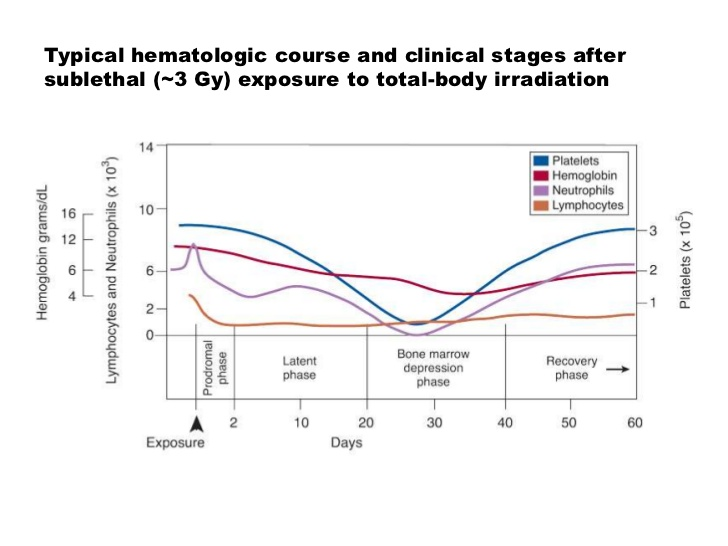 Typical hematologic course and clinical stages after
sublethal (~3 Gy) exposure to total-body irradiation
Hemoglobin grams/dL
16
12
6
4
Lymphocytes and Neutrophils (x 10³)
14
10
6
2
0
Platelets
Hemoglobin
Neutrophils
Lymphocytes
3
2
1
Platelets (x 10⁵)
Prodromal
phase
Latent
phase
Bone marrow
depression
phase
Recovery
phase
2
10
20
30
40
50
60
Exposure
Days